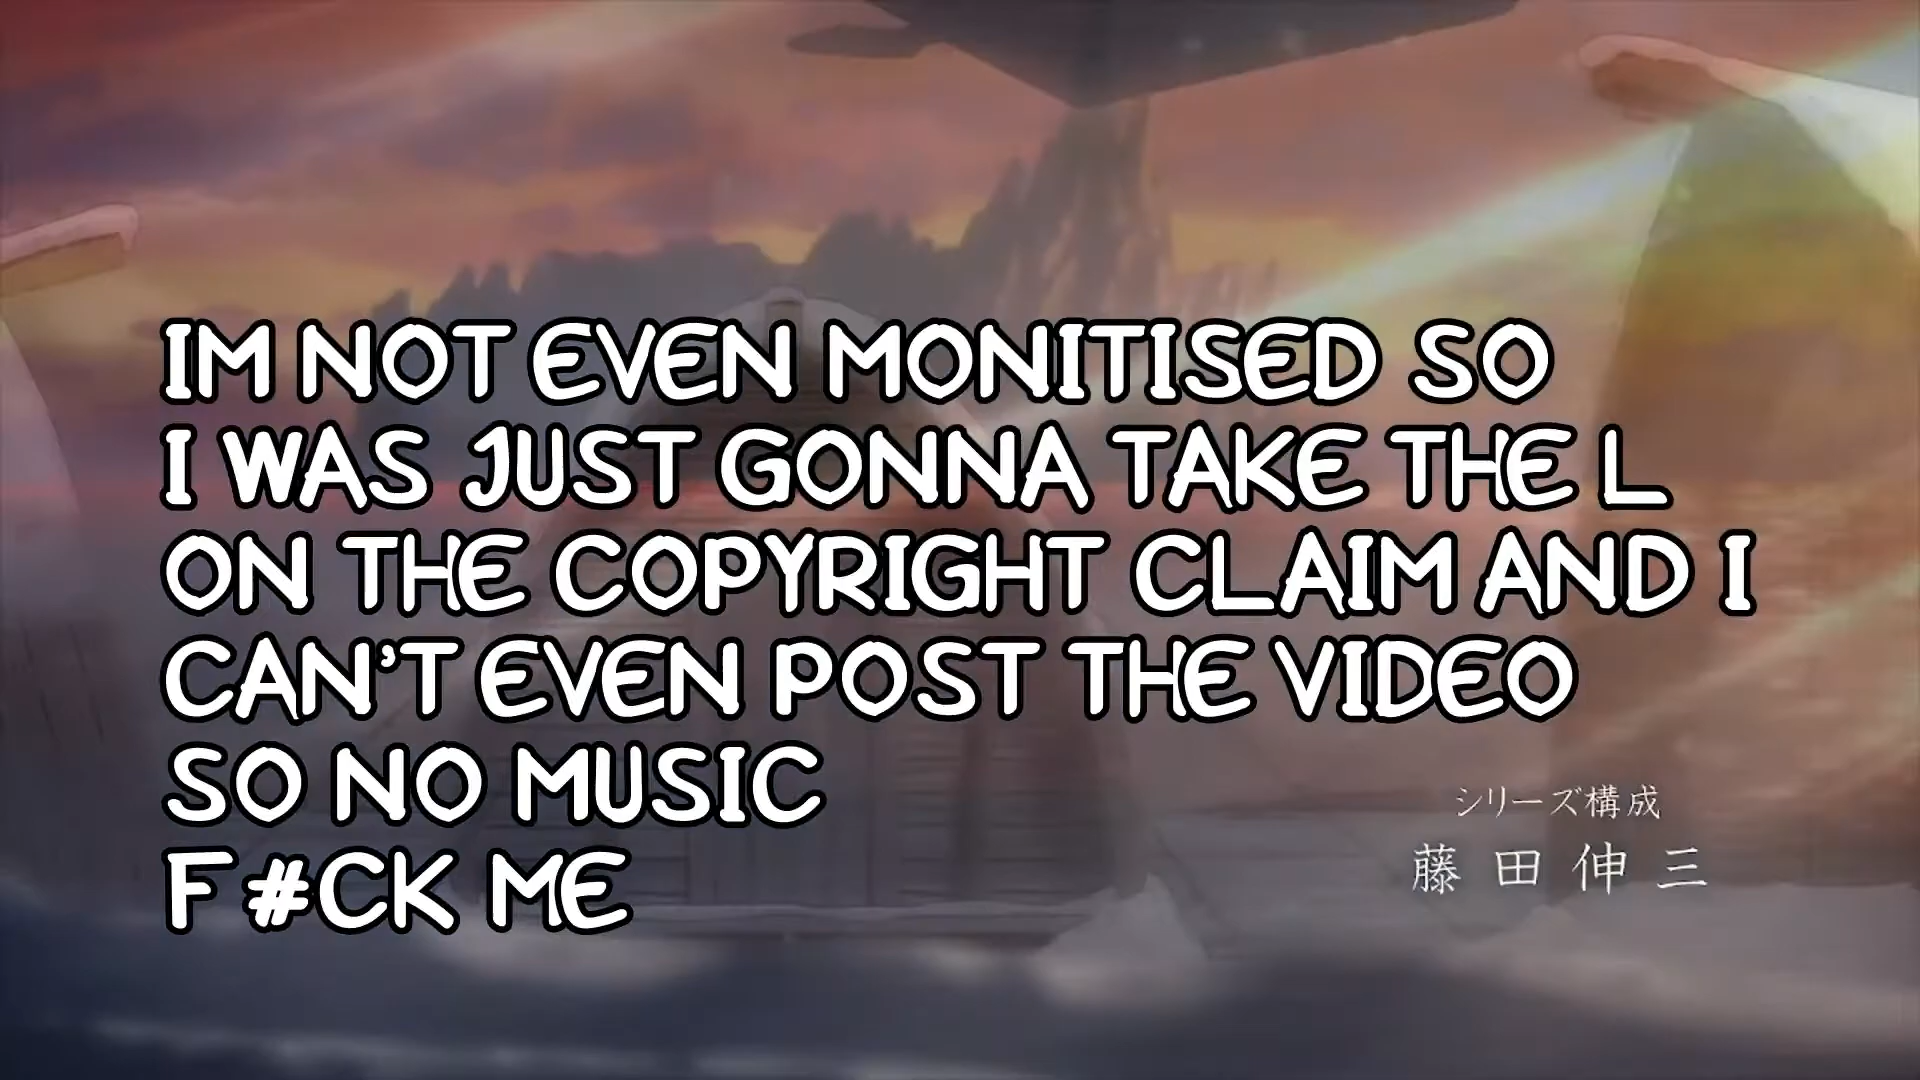 IM NOT EVEN MONITISED SO
I WAS JUST GONNA TAKE THE L
ON THE COPYRIGHT CLAIM AND I
CAN'T EVEN POST THE VIDEO
SO NO MUSIC
F#CK ME
シリーズ構成
藤田伸三